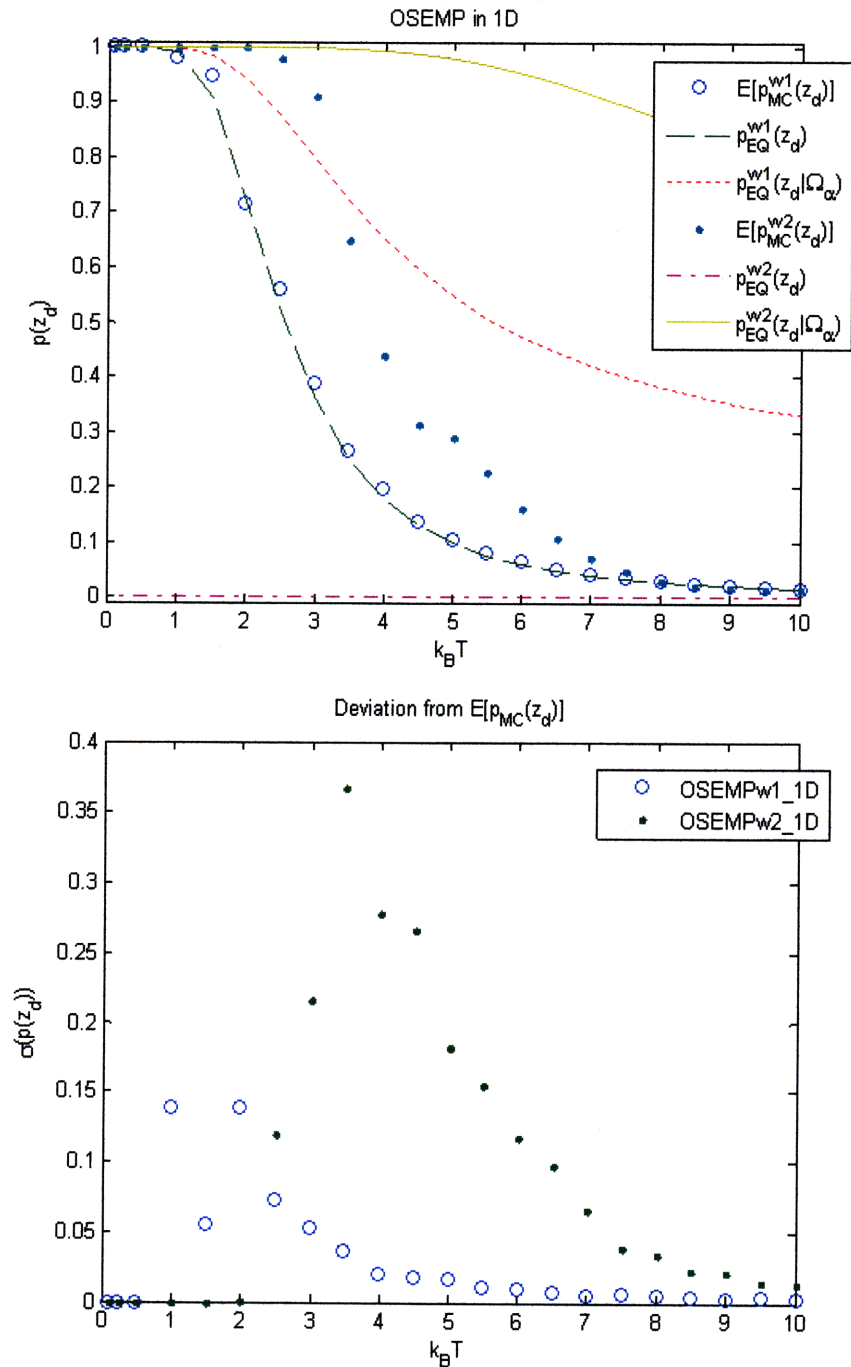 OSEMP in 1D
1
0.9
0.8
0.7
0.6
0.5
0.4
0.3
0.2
0.1
0
p(z_d)
E[p_MC^w1(z_d)]
p_EQ^w1(z_d)
p_EQ^w1(z_d|Ω_α)
E[p_MC^w2(z_d)]
p_EQ^w2(z_d)
p_EQ^w2(z_d|Ω_α)
0 1 2 3 4 5 6 7 8 9 10
k_BT
Deviation from E[p_MC(z_d)]
0.4
0.35
0.3
0.25
0.2
0.15
0.1
0.05
0
σ(p(z_d))
OSEMPw1_1D
OSEMPw2_1D
0 1 2 3 4 5 6 7 8 9 10
k_BT